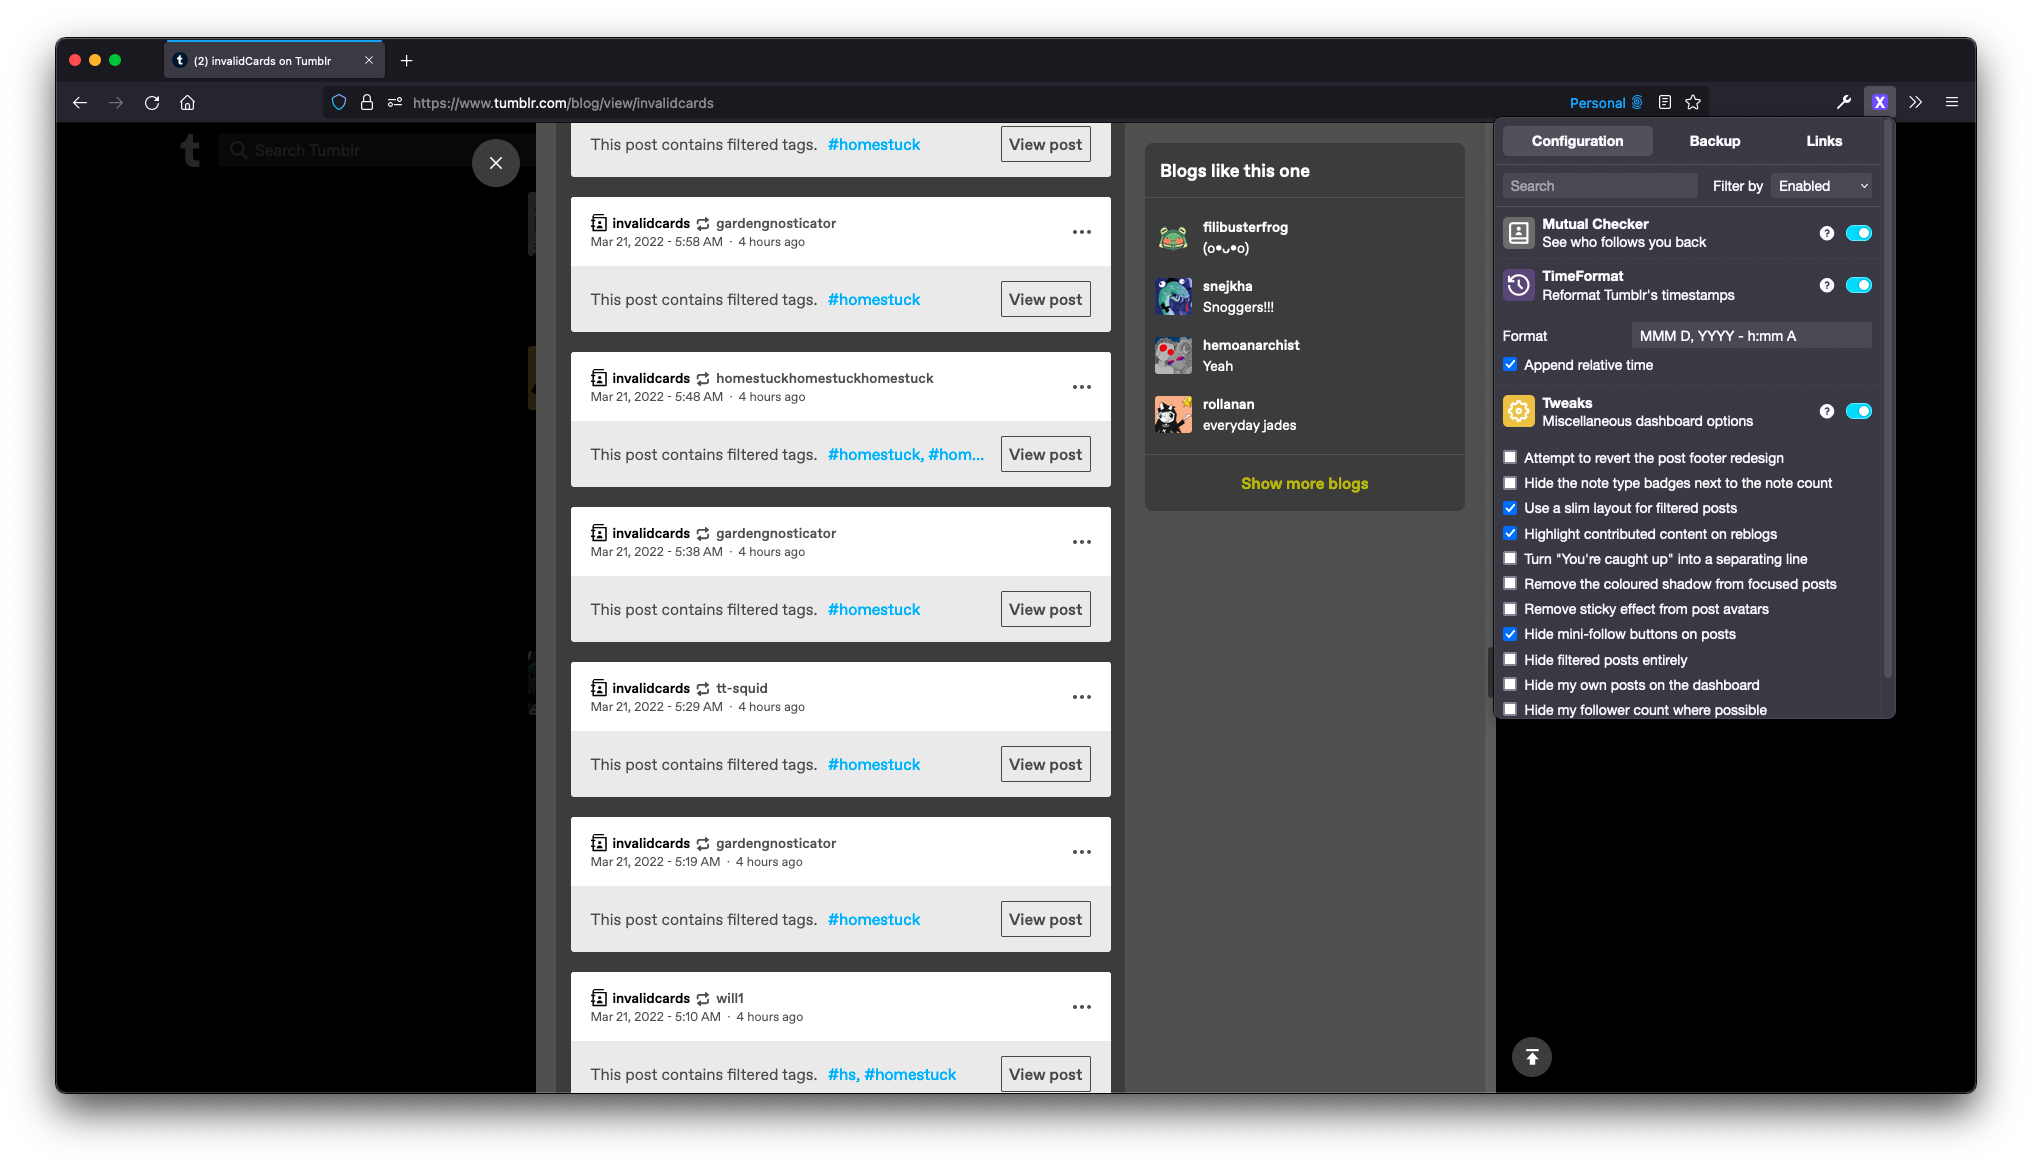 (2) invalidCards on Tumblr
https://www.tumblr.com/blog/view/invalidcards
Personal
Search Tumblr
This post contains filtered tags. #homestuck
View post
invalidcards gardengnosticator
Mar 21, 2022 - 5:58 AM · 4 hours ago
This post contains filtered tags. #homestuck
View post
invalidcards homestuckhomestuckhomestuck
Mar 21, 2022 - 5:48 AM · 4 hours ago
This post contains filtered tags. #homestuck, #hom...
View post
invalidcards gardengnosticator
Mar 21, 2022 - 5:38 AM · 4 hours ago
This post contains filtered tags. #homestuck
View post
invalidcards tt-squid
Mar 21, 2022 - 5:29 AM · 4 hours ago
This post contains filtered tags. #homestuck
View post
invalidcards gardengnosticator
Mar 21, 2022 - 5:19 AM · 4 hours ago
This post contains filtered tags. #homestuck
View post
invalidcards will1
Mar 21, 2022 - 5:10 AM · 4 hours ago
This post contains filtered tags. #hs, #homestuck
View post
Blogs like this one
filibusterfrog
(o•ᴗ•o)
snejkha
Snoggers!!!
hemoanarchist
Yeah
rollanan
everyday jades
Show more blogs
Configuration
Backup
Links
Search
Filter by
Enabled
Mutual Checker
See who follows you back
TimeFormat
Reformat Tumblr's timestamps
Format
MMM D, YYYY - h:mm A
Append relative time
Tweaks
Miscellaneous dashboard options
Attempt to revert the post footer redesign
Hide the note type badges next to the note count
Use a slim layout for filtered posts
Highlight contributed content on reblogs
Turn "You're caught up" into a separating line
Remove the coloured shadow from focused posts
Remove sticky effect from post avatars
Hide mini-follow buttons on posts
Hide filtered posts entirely
Hide my own posts on the dashboard
Hide my follower count where possible